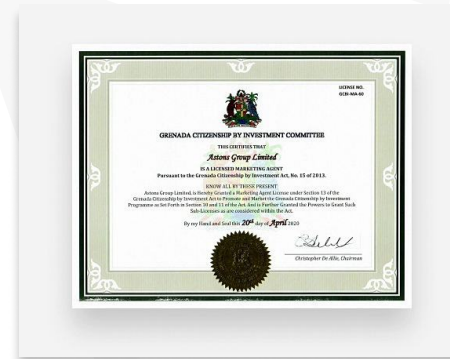 LICENSE NO.
GCBI-MA-60
GRENADA CITIZENSHIP BY INVESTMENT COMMITTEE
THIS CERTIFIES THAT
Astons Group Limited
IS A LICENSED MARKETING AGENT
Pursuant to the Grenada Citizenship by Investment Act, No. 15 of 2013.
KNOW ALL BY THESE PRESENT
Astons Group Limited, is Hereby Granted a Marketing Agent License under Section 13 of the
Grenada Citizenship by Investment Act to Promote and Market the Grenada Citizenship by Investment
Programme as Set Forth in Section 10 and 11 of the Act. And is Further Granted the Powers to Grant Such
Sub-Licenses as are considered within the Act.
By my Hand and Seal this 20th day of April 2020
Christopher De Allie, Chairman